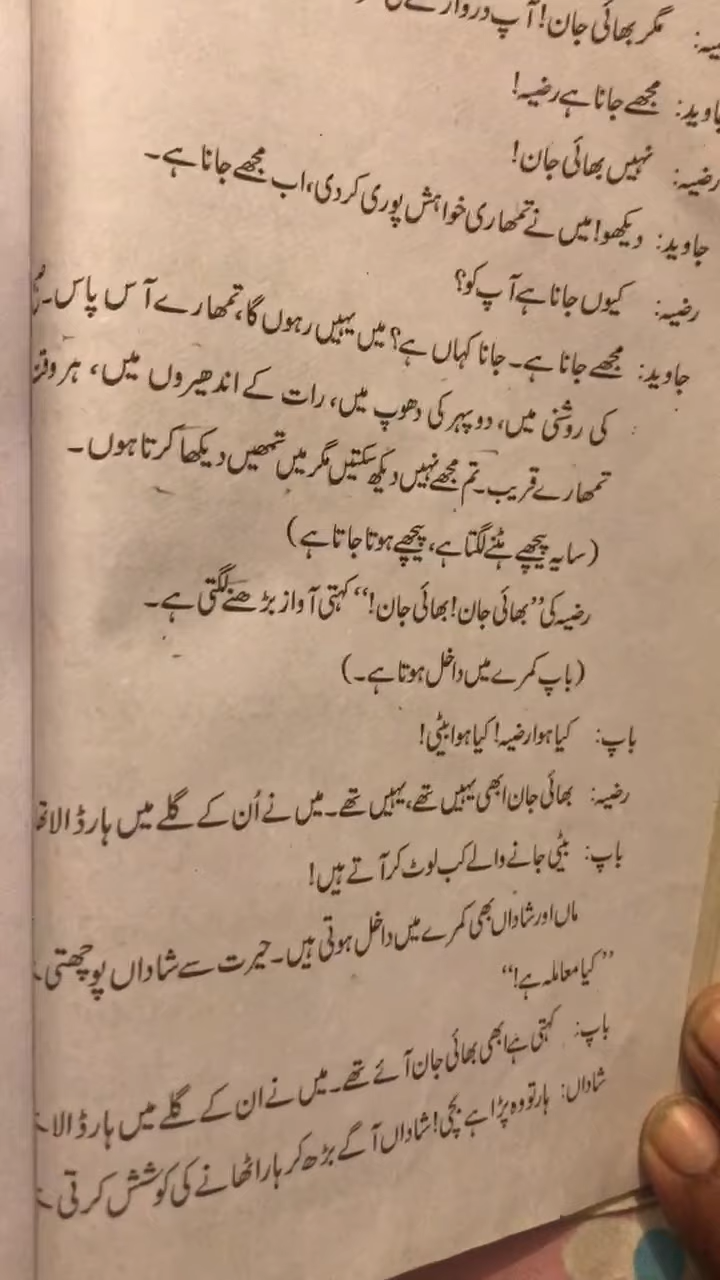 مگر بھائی جان! آپ
جاوید: مجھے جانا ہے رضیہ!
رضیہ: نہیں بھائی جان!
جاوید: دیکھو! میں نے تمھاری خواہش پوری کردی، اب مجھے جانا ہے۔
رضیہ: کیوں جانا ہے آپ کو؟
جاوید: مجھے جانا ہے۔ جانا کہاں ہے؟ میں یہیں رہوں گا، تمھارے آس پاس۔
کی روشنی میں، دوپہر کی دھوپ میں، رات کے اندھیروں میں، ہر
تمھارے قریب۔ تم مجھے نہیں دیکھ سکتیں مگر میں تمھیں دیکھا کرتا ہوں۔
(سایہ پیچھے ہٹنے لگتا ہے، پیچھے ہوتا جاتا ہے)
رضیہ کی ”بھائی جان! بھائی جان!“ کہتی آواز بڑھنے لگتی ہے۔
(باپ کمرے میں داخل ہوتا ہے۔)
باپ: کیا ہوا رضیہ! کیا ہوا بیٹی!
رضیہ: بھائی جان ابھی یہیں تھے، یہیں تھے۔ میں نے اُن کے گلے میں ہار ڈالا
باپ: بیٹی جانے والے کب لوٹ کر آتے ہیں!
ماں اور شاداں بھی کمرے میں داخل ہوتی ہیں۔ حیرت سے شاداں پوچھتی
”کیا معاملہ ہے!“
باپ: کہتی ہے ابھی بھائی جان آئے تھے۔ میں نے ان کے گلے میں ہار ڈالا
شاداں: ہار تو وہ پڑا ہے بچی! شاداں آگے بڑھ کر ہار اٹھانے کی کوشش کرتی